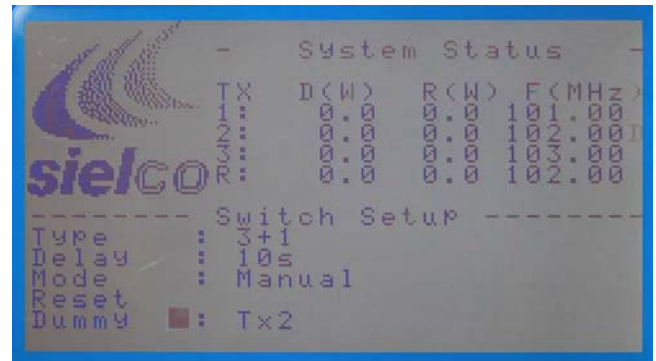 - System Status -
TX D(W) R(W) F(MHz)
1: 0.0 0.0 101.00
2: 0.0 0.0 102.00D
3: 0.0 0.0 103.00
R: 0.0 0.0 102.00
sielco
-------- Switch Setup --------
Type : 3+1
Delay : 10s
Mode : Manual
Reset
Dummy : Tx2